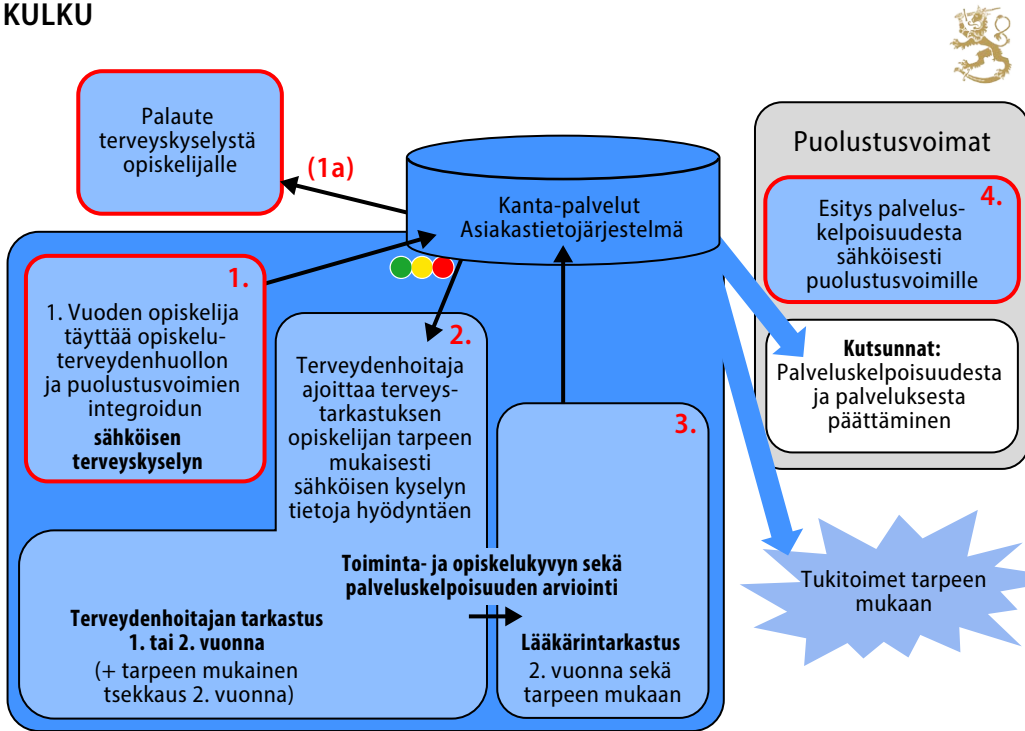 KULKU
Palaute
terveyskyselystä
opiskelijalle
(1a)
Kanta-palvelut
Asiakastietojärjestelmä
Puolustusvoimat
4.
Esitys palvelus-
kelpoisuudesta
sähköisesti
puolustusvoimille
Kutsunnat:
Palveluskelpoisuudesta
ja palveluksesta
päättäminen
1.
1. Vuoden opiskelija
täyttää opiskelu-
terveydenhuollon
ja puolustusvoimien
integroidun
sähköisen
terveyskyselyn
2.
Terveydenhoitaja
ajoittaa terveys-
tarkastuksen
opiskelijan tarpeen
mukaisesti
sähköisen kyselyn
tietoja hyödyntäen
3.
Toiminta- ja opiskelukyvyn sekä
palveluskelpoisuuden arviointi
Terveydenhoitajan tarkastus
1. tai 2. vuonna
(+ tarpeen mukainen
tsekkaus 2. vuonna)
Lääkärintarkastus
2. vuonna sekä
tarpeen mukaan
Tukitoimet tarpeen
mukaan